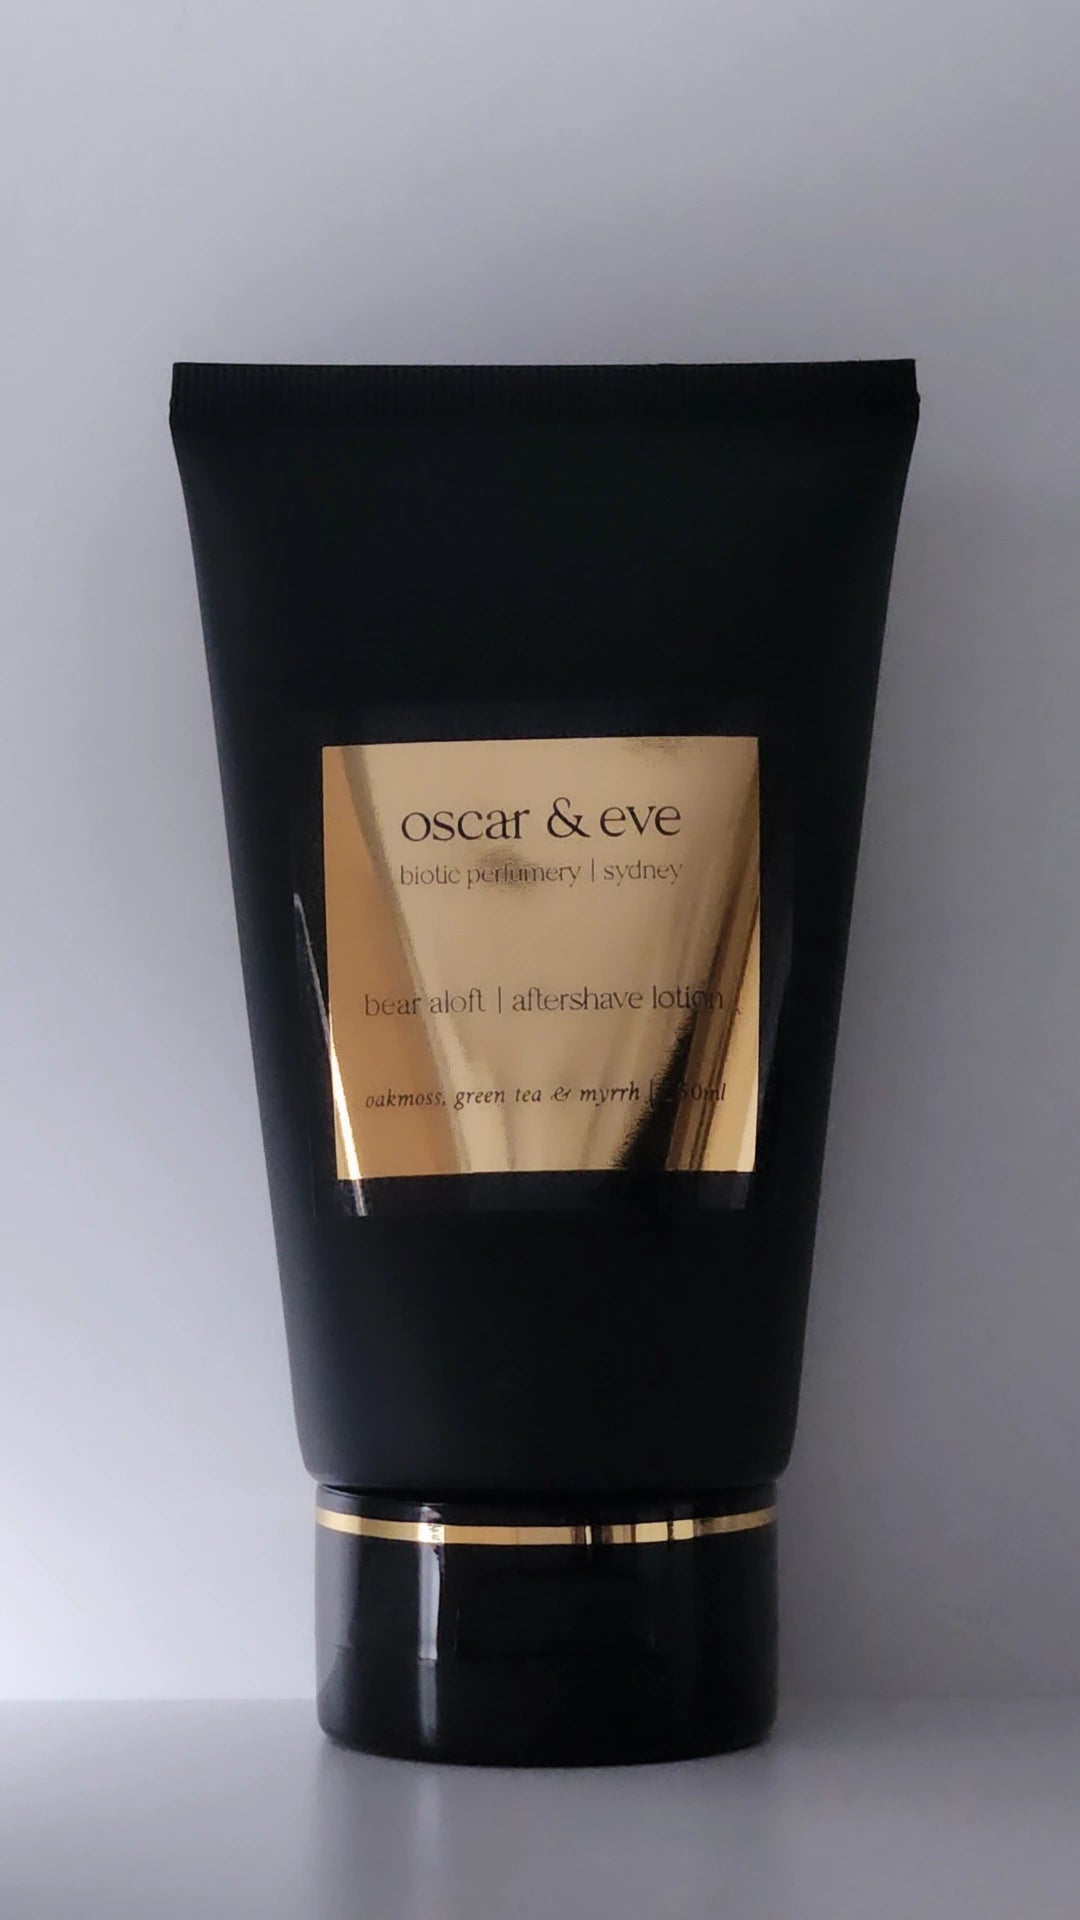 oscar & eve
biotic perfumery | sydney
bear aloft | aftershave lotion
oakmoss, green tea & myrrh |